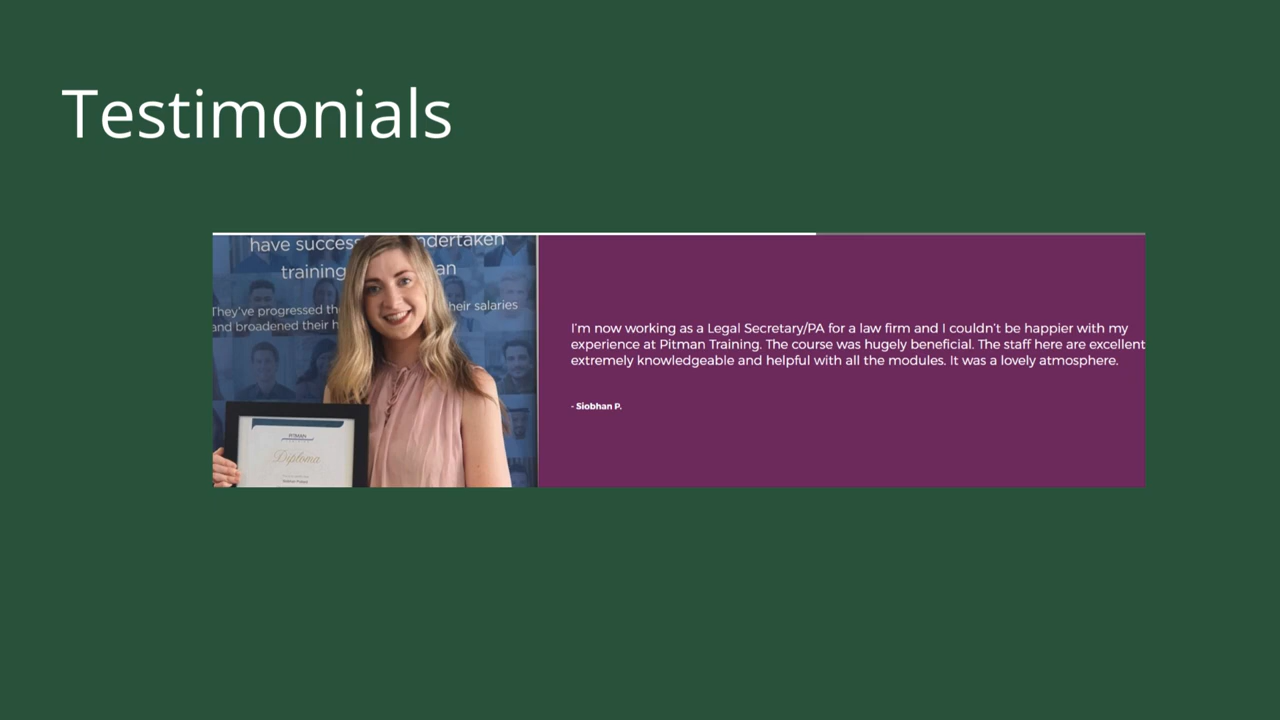 Testimonials
have success ndertaken
training an
They've progressed th heir salaries
and broadened their h
I'm now working as a Legal Secretary/PA for a law firm and I couldn't be happier with my
experience at Pitman Training. The course was hugely beneficial. The staff here are excellent
extremely knowledgeable and helpful with all the modules. It was a lovely atmosphere.
- Siobhan P.
PITMAN
Diploma